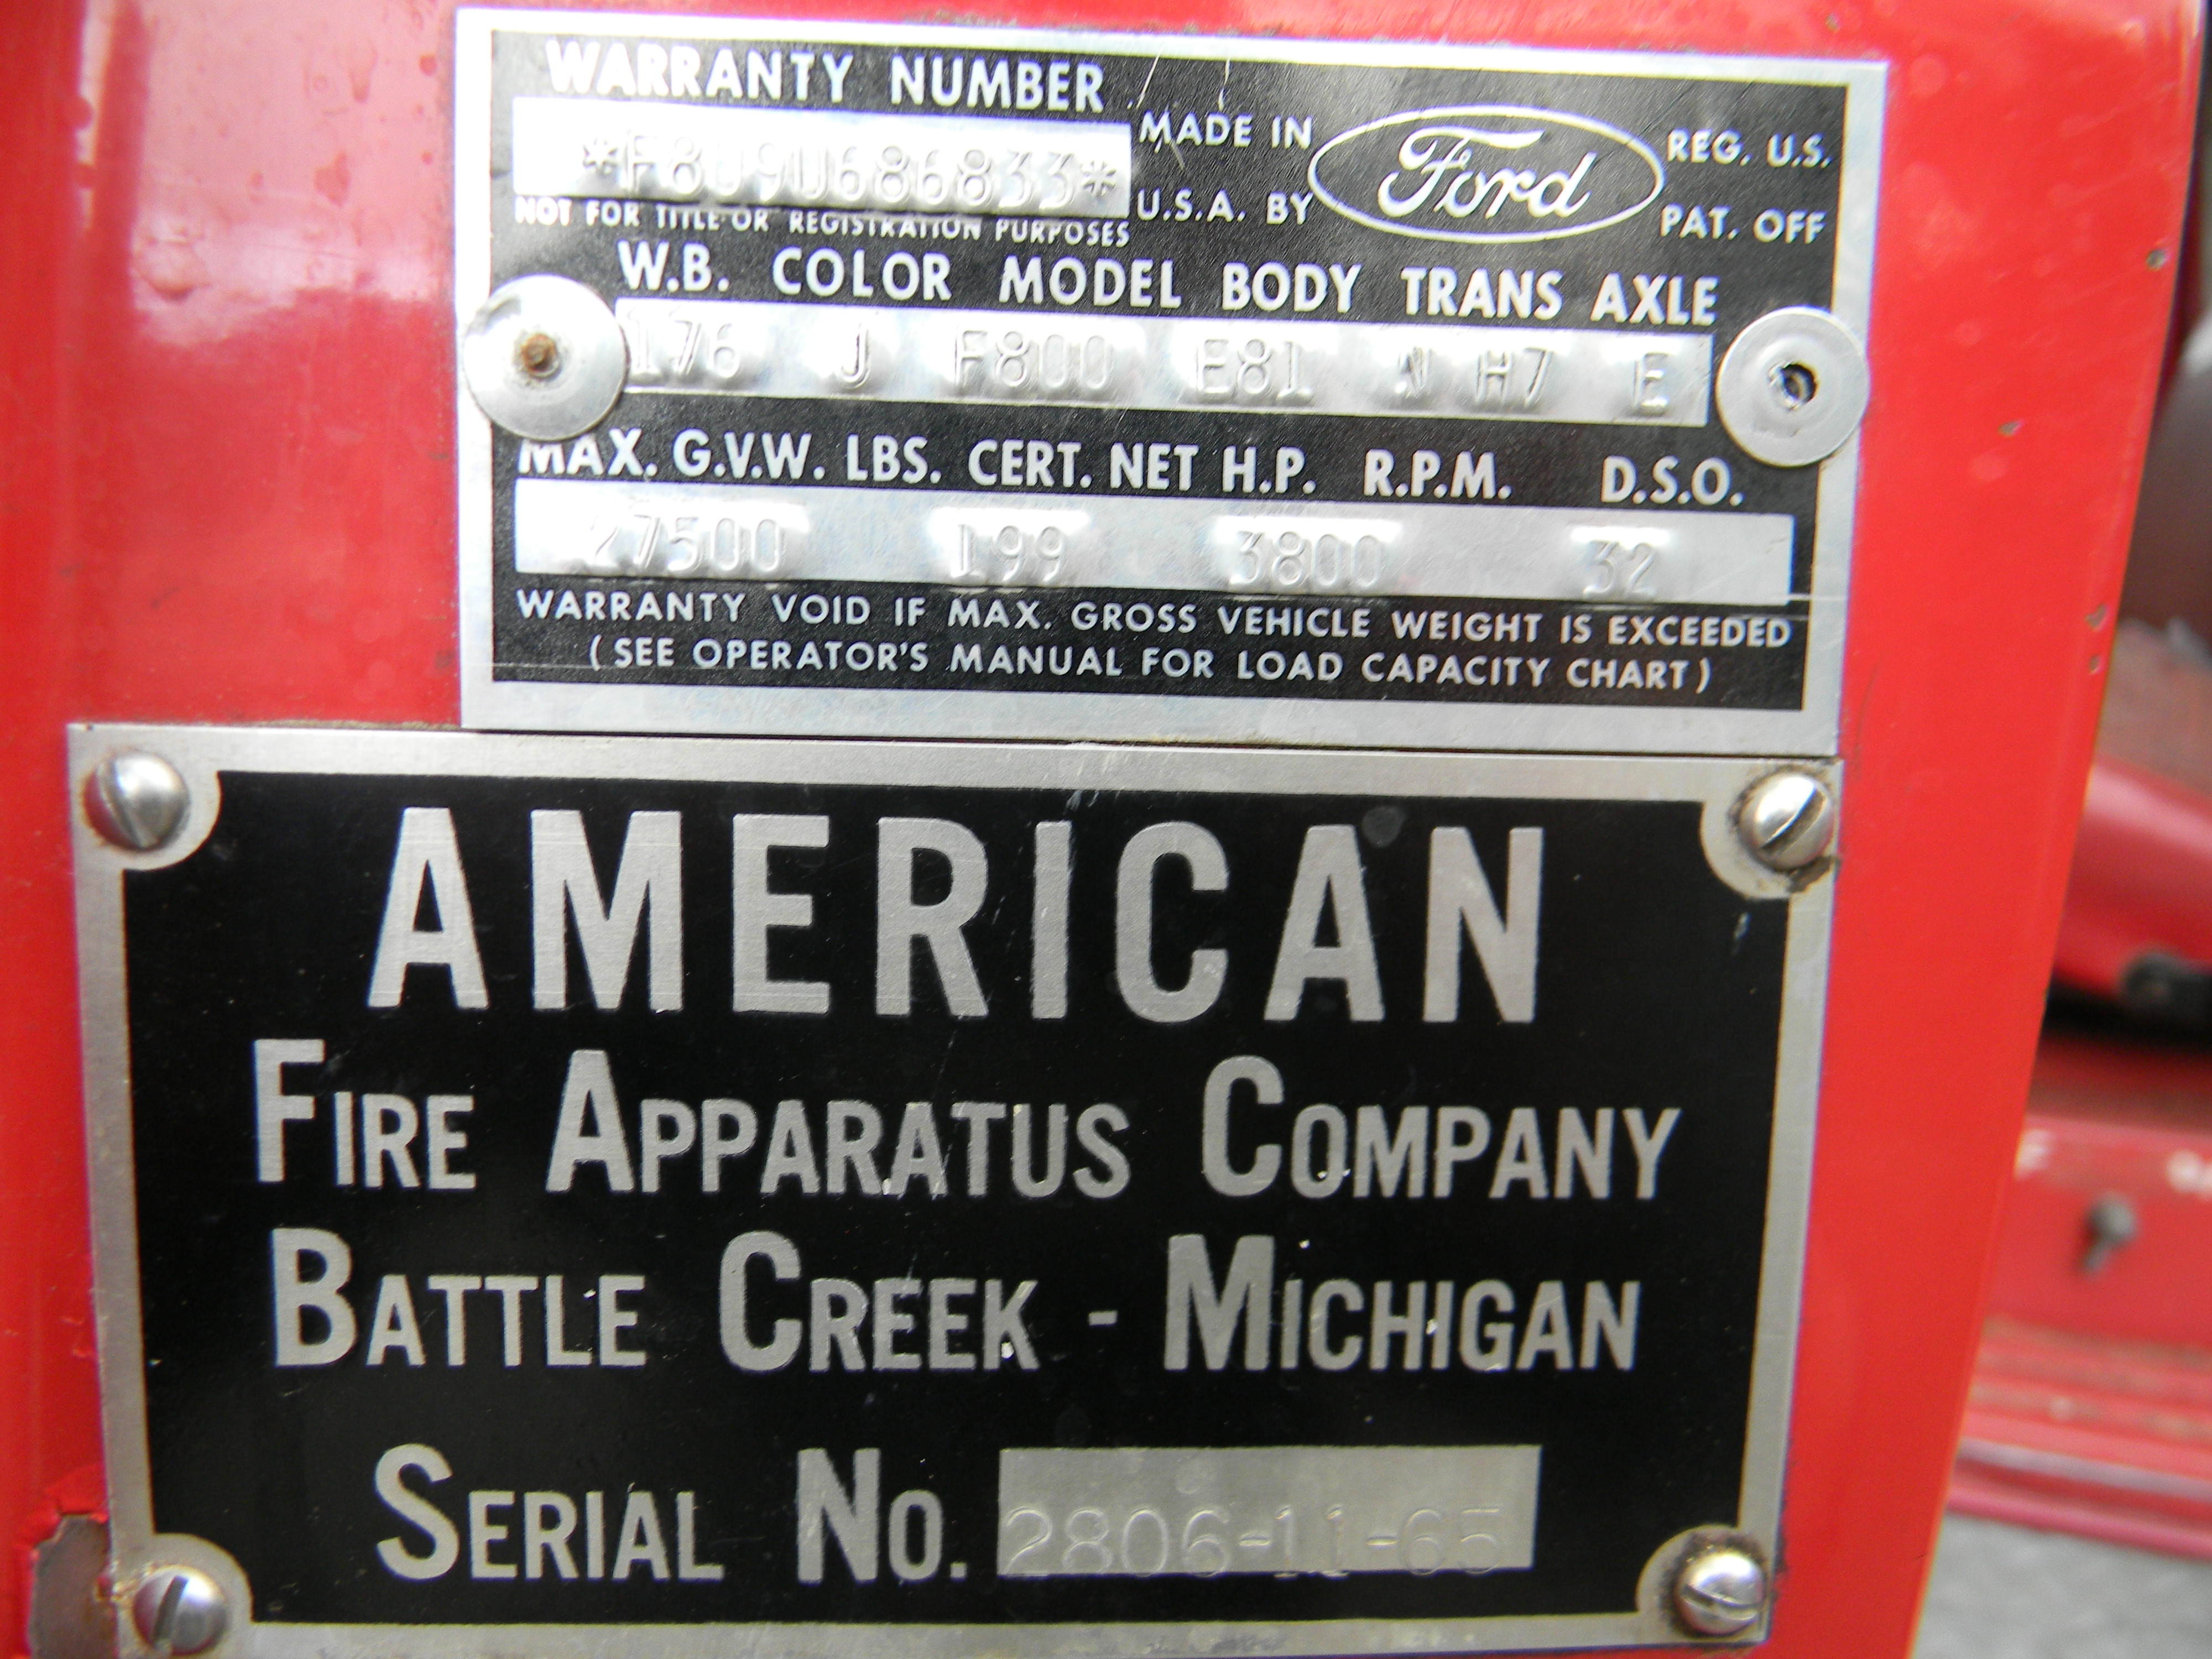 WARRANTY NUMBER
*F80 9U686833*
NOT FOR TITLE OR REGISTRATION PURPOSES
MADE IN
U.S.A. BY
Ford
REG. U.S.
PAT. OFF
W.B. COLOR MODEL BODY TRANS AXLE
176 J F800 E81 N H7 E
MAX. G.V.W. LBS. CERT. NET H.P. R.P.M. D.S.O.
27500 199 3800 32
WARRANTY VOID IF MAX. GROSS VEHICLE WEIGHT IS EXCEEDED
(SEE OPERATOR'S MANUAL FOR LOAD CAPACITY CHART)
AMERICAN
FIRE APPARATUS COMPANY
BATTLE CREEK - MICHIGAN
SERIAL NO. 2806-11-65